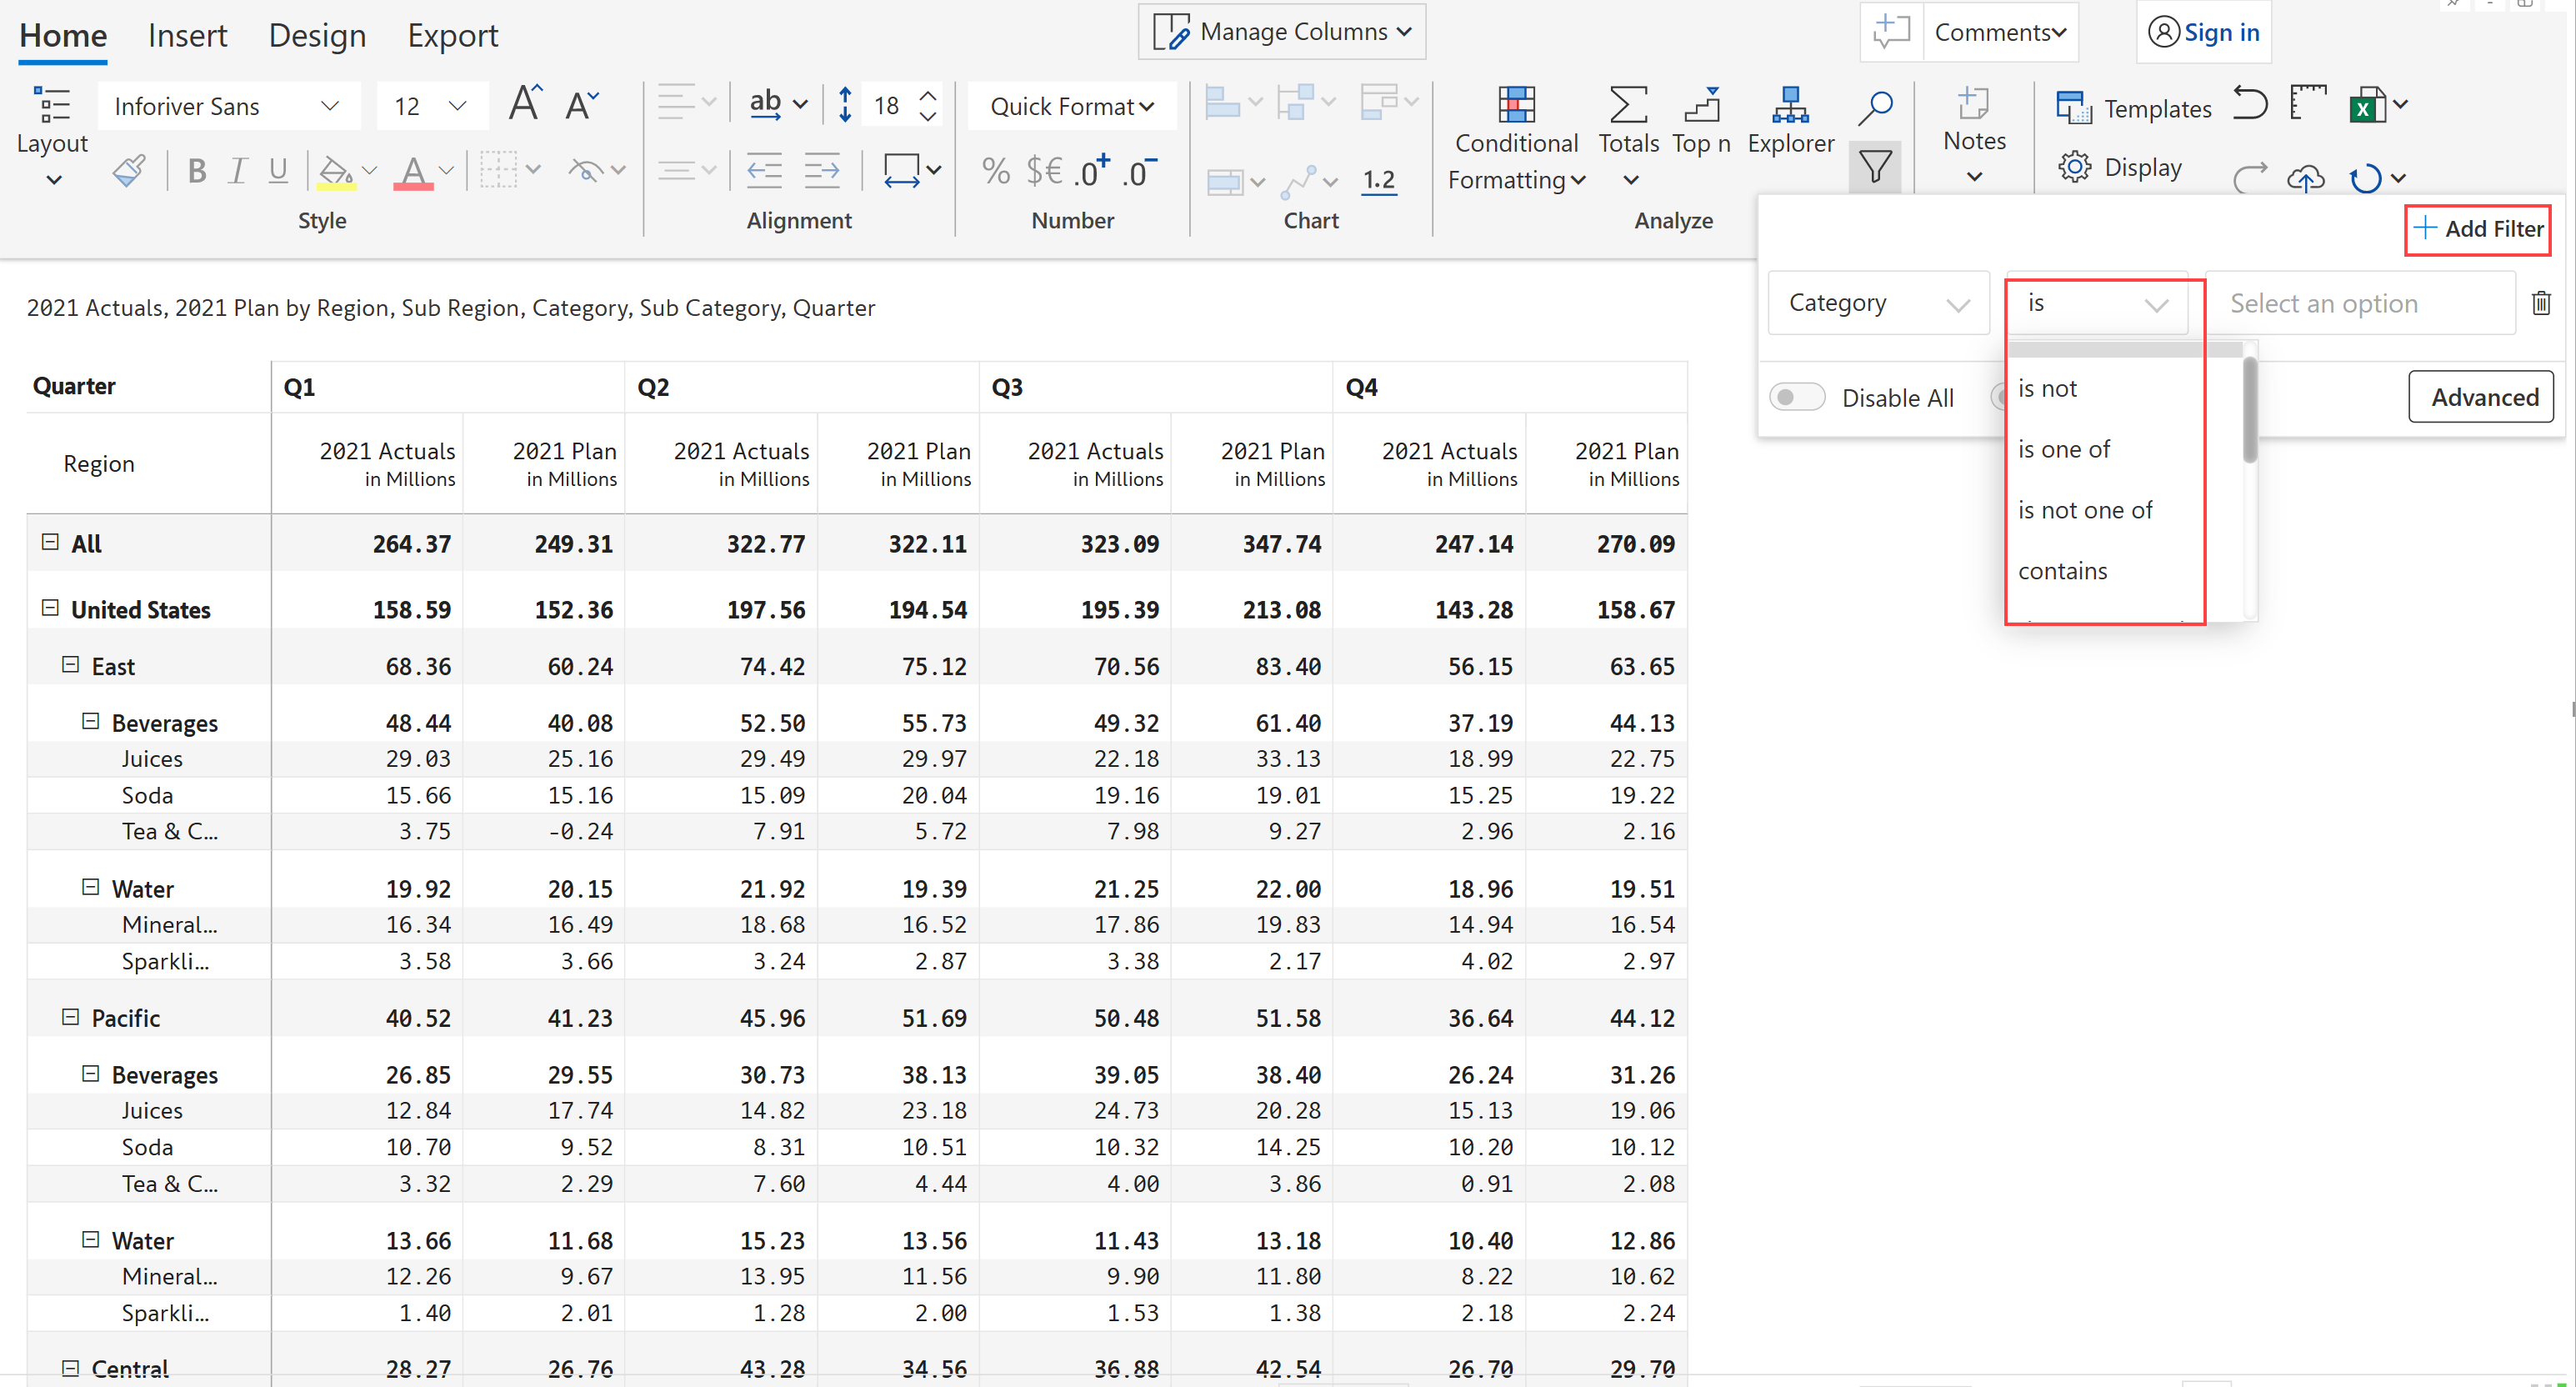 Home Insert Design Export Manage Columns Comments Sign in
Inforiver Sans 12 A A ab 18 Quick Format Templates
Layout Conditional Formatting Totals Top n Explorer Notes
B I U A % $€ .0+ .0- 1.2 Display
Style Alignment Number Chart Analyze
+ Add Filter
Category is Select an option
Disable All Advanced
is not
is one of
is not one of
contains
2021 Actuals, 2021 Plan by Region, Sub Region, Category, Sub Category, Quarter
Quarter Q1 Q2 Q3 Q4
Region 2021 Actuals 2021 Plan 2021 Actuals 2021 Plan 2021 Actuals 2021 Plan 2021 Actuals 2021 Plan
in Millions in Millions in Millions in Millions in Millions in Millions in Millions in Millions
All 264.37 249.31 322.77 322.11 323.09 347.74 247.14 270.09
United States 158.59 152.36 197.56 194.54 195.39 213.08 143.28 158.67
East 68.36 60.24 74.42 75.12 70.56 83.40 56.15 63.65
Beverages 48.44 40.08 52.50 55.73 49.32 61.40 37.19 44.13
Juices 29.03 25.16 29.49 29.97 22.18 33.13 18.99 22.75
Soda 15.66 15.16 15.09 20.04 19.16 19.01 15.25 19.22
Tea & C... 3.75 -0.24 7.91 5.72 7.98 9.27 2.96 2.16
Water 19.92 20.15 21.92 19.39 21.25 22.00 18.96 19.51
Mineral... 16.34 16.49 18.68 16.52 17.86 19.83 14.94 16.54
Sparkli... 3.58 3.66 3.24 2.87 3.38 2.17 4.02 2.97
Pacific 40.52 41.23 45.96 51.69 50.48 51.58 36.64 44.12
Beverages 26.85 29.55 30.73 38.13 39.05 38.40 26.24 31.26
Juices 12.84 17.74 14.82 23.18 24.73 20.28 15.13 19.06
Soda 10.70 9.52 8.31 10.51 10.32 14.25 10.20 10.12
Tea & C... 3.32 2.29 7.60 4.44 4.00 3.86 0.91 2.08
Water 13.66 11.68 15.23 13.56 11.43 13.18 10.40 12.86
Mineral... 12.26 9.67 13.95 11.56 9.90 11.80 8.22 10.62
Sparkli... 1.40 2.01 1.28 2.00 1.53 1.38 2.18 2.24
Central 28.27 26.76 43.28 34.56 36.88 42.54 26.70 29.70